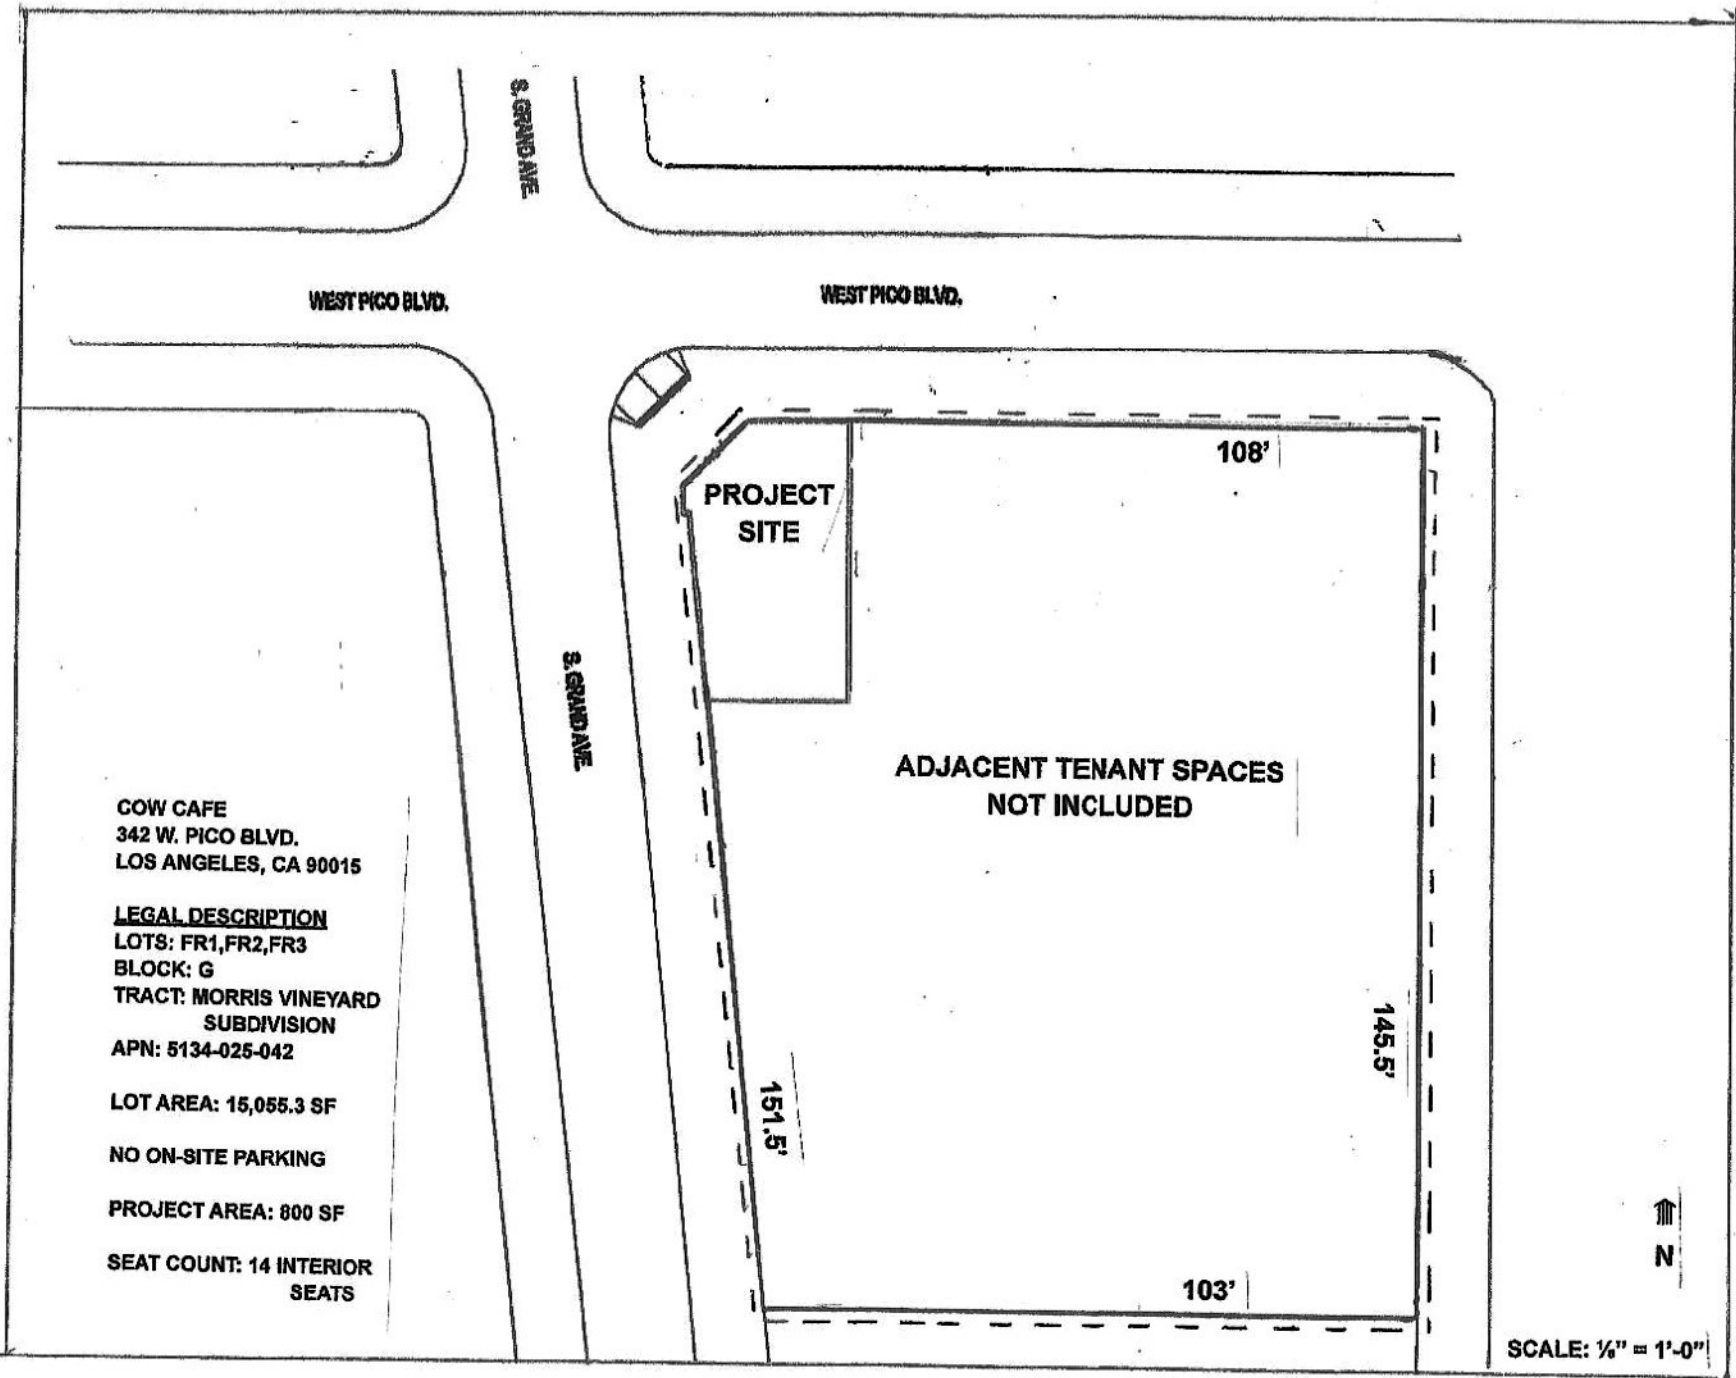 S. GRAND AVE.
WEST PICO BLVD.
WEST PICO BLVD.
108'
PROJECT
SITE
S. GRAND AVE.
ADJACENT TENANT SPACES
NOT INCLUDED
COW CAFE
342 W. PICO BLVD.
LOS ANGELES, CA 90015
LEGAL DESCRIPTION
LOTS: FR1,FR2,FR3
BLOCK: G
TRACT: MORRIS VINEYARD
SUBDIVISION
APN: 5134-025-042
LOT AREA: 15,055.3 SF
NO ON-SITE PARKING
PROJECT AREA: 800 SF
SEAT COUNT: 14 INTERIOR
SEATS
145.5'
151.5'
103'
N
SCALE: ⅛" = 1'-0"